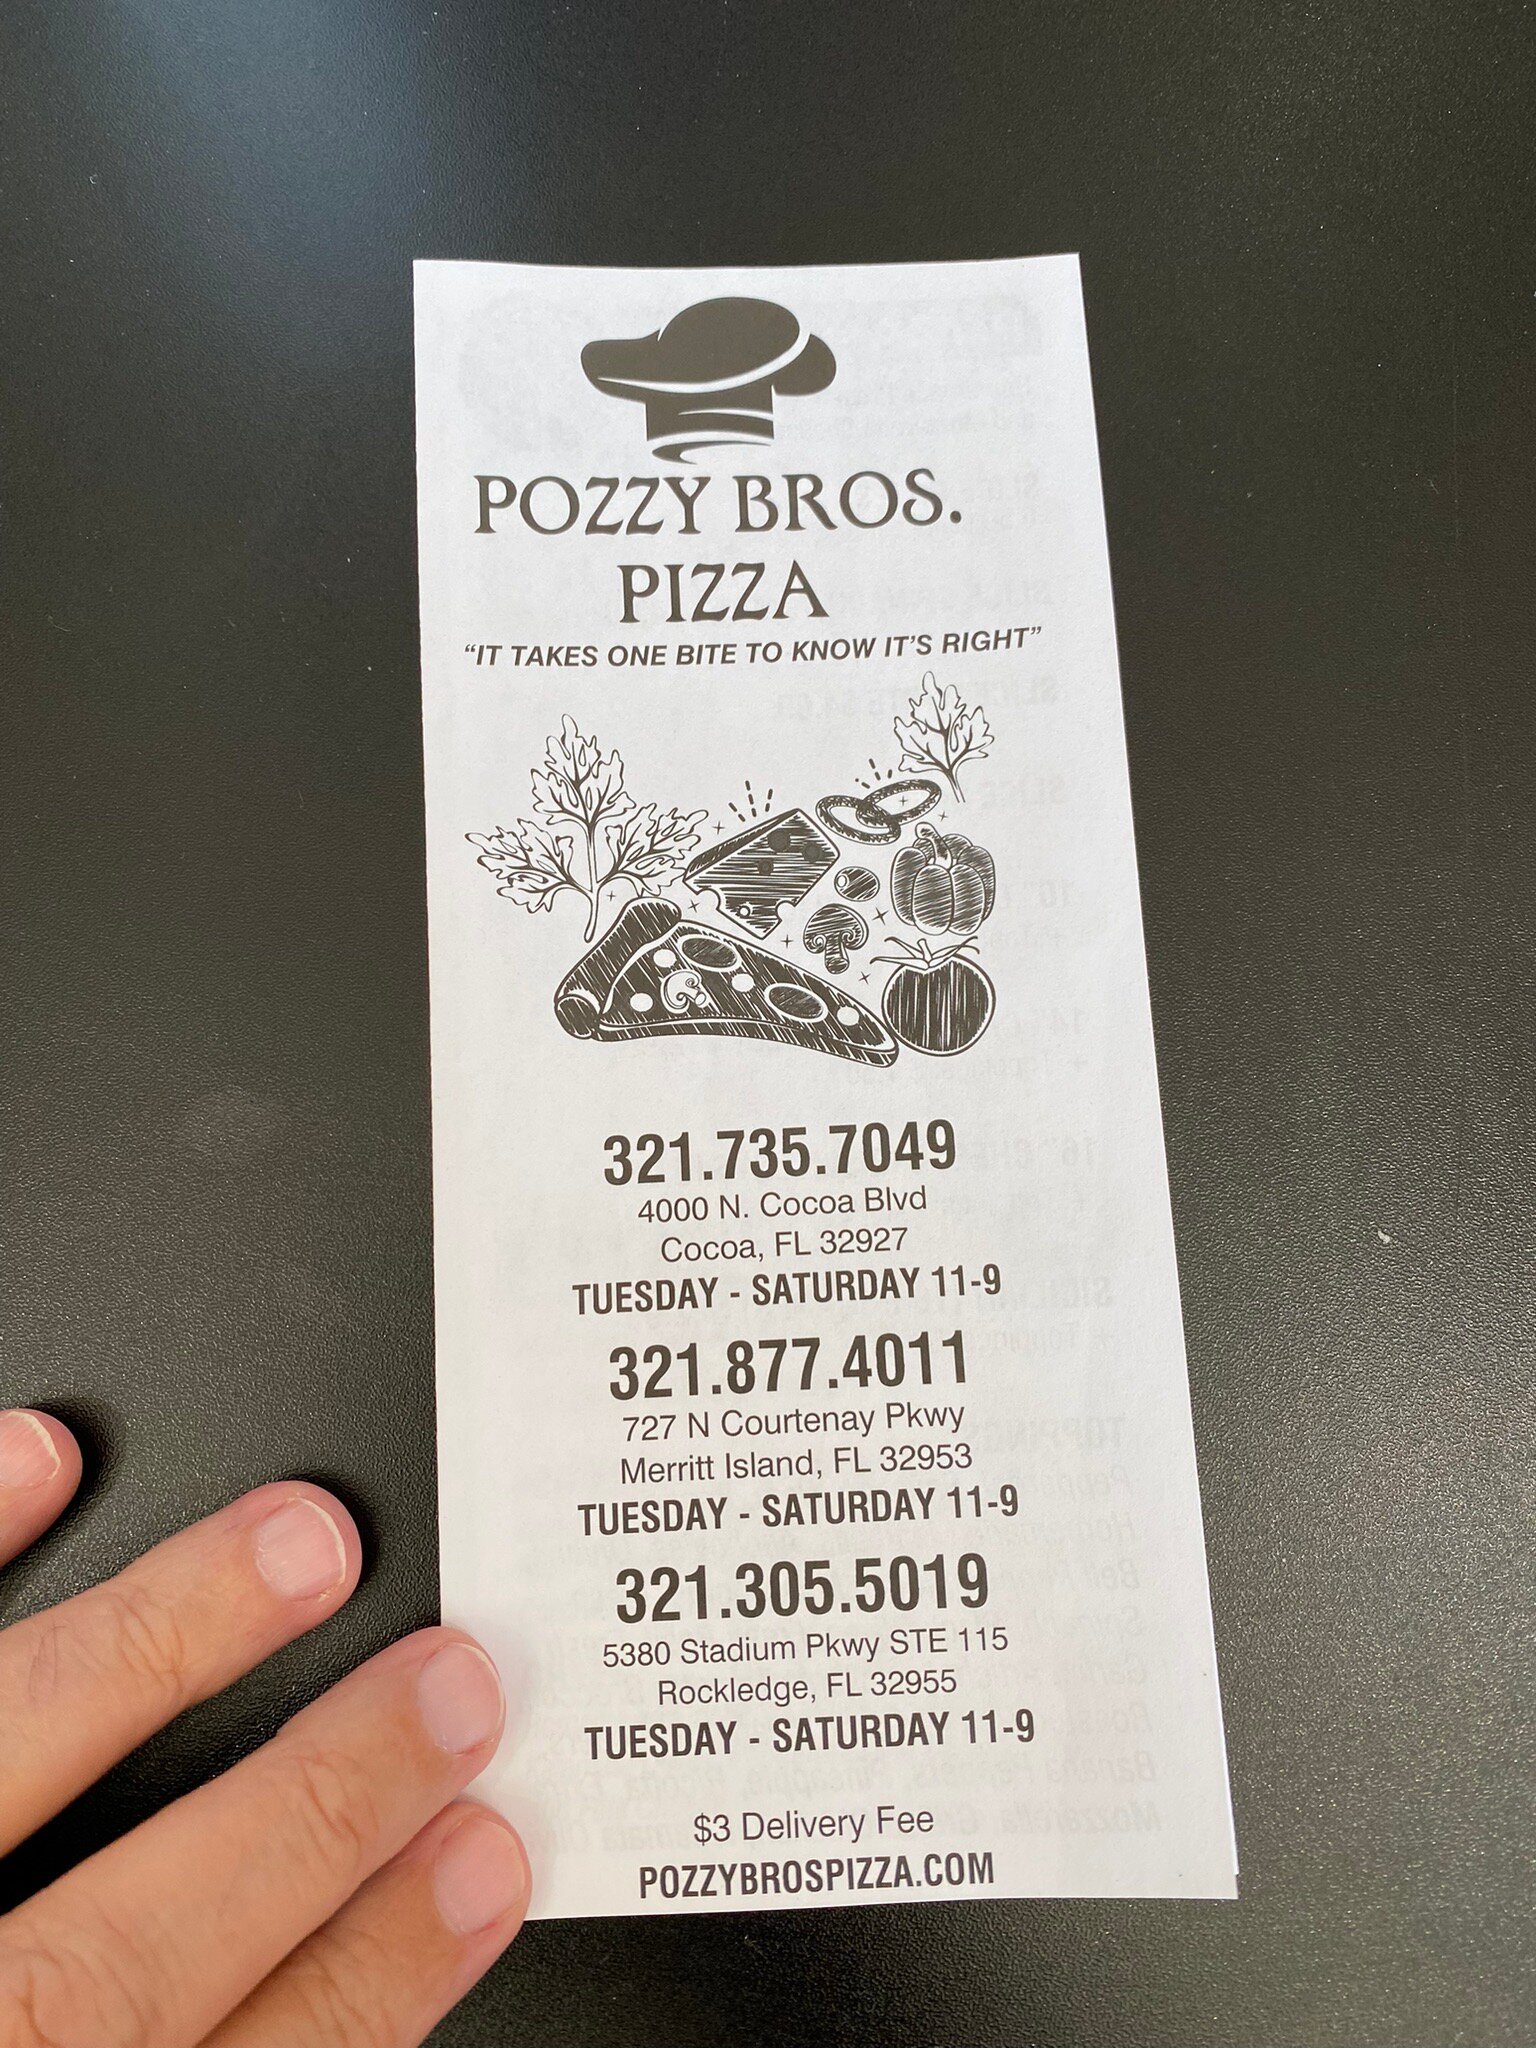 POZZY BROS.
PIZZA
“IT TAKES ONE BITE TO KNOW IT’S RIGHT”
321.735.7049
4000 N. Cocoa Blvd
Cocoa, FL 32927
TUESDAY - SATURDAY 11-9
321.877.4011
727 N Courtenay Pkwy
Merritt Island, FL 32953
TUESDAY - SATURDAY 11-9
321.305.5019
5380 Stadium Pkwy STE 115
Rockledge, FL 32955
TUESDAY - SATURDAY 11-9
$3 Delivery Fee
POZZYBROSPIZZA.COM